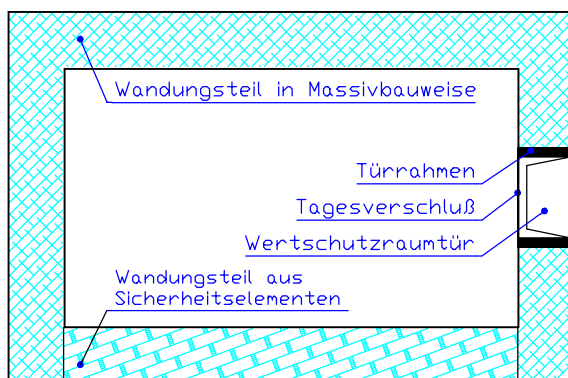 Wandungsteil in Massivbauweise
Türrahmen
Tagesverschluß
Wertschutzraumtür
Wandungsteil aus
Sicherheitselementen